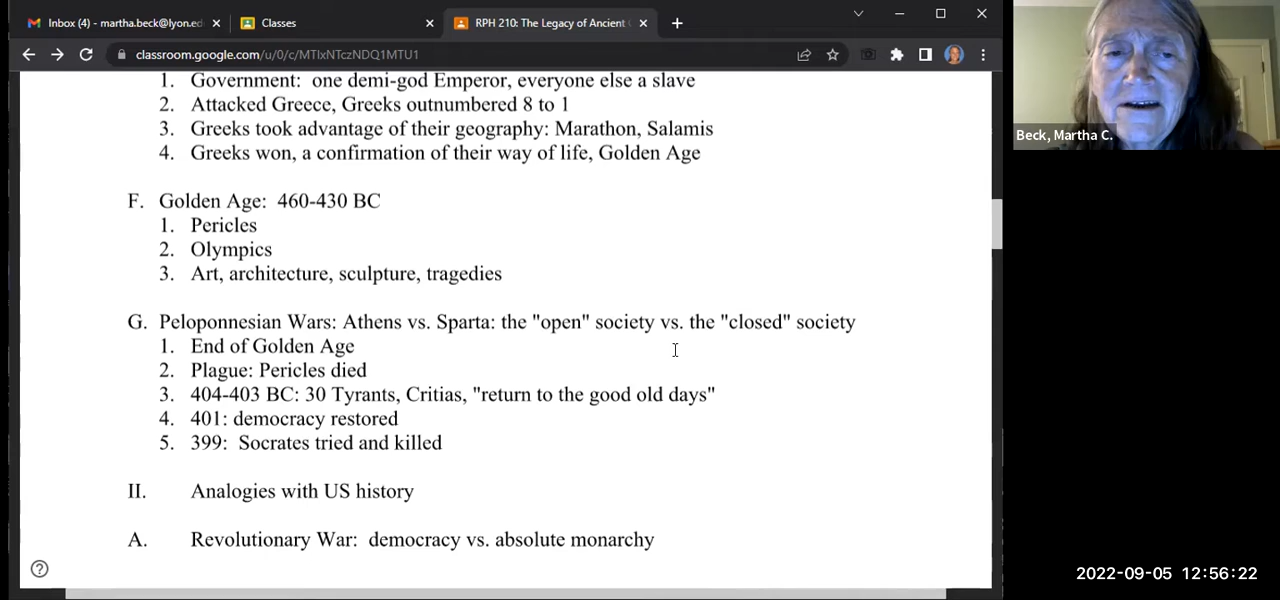 Inbox (4) - martha.beck@lyon.ed
Classes
RPH 210: The Legacy of Ancient
classroom.google.com/u/0/c/MTIxNTczNDQ1MTU1
1. Government: one demi-god Emperor, everyone else a slave
2. Attacked Greece, Greeks outnumbered 8 to 1
3. Greeks took advantage of their geography: Marathon, Salamis
4. Greeks won, a confirmation of their way of life, Golden Age
F. Golden Age: 460-430 BC
1. Pericles
2. Olympics
3. Art, architecture, sculpture, tragedies
G. Peloponnesian Wars: Athens vs. Sparta: the "open" society vs. the "closed" society
1. End of Golden Age
2. Plague: Pericles died
3. 404-403 BC: 30 Tyrants, Critias, "return to the good old days"
4. 401: democracy restored
5. 399: Socrates tried and killed
II. Analogies with US history
A. Revolutionary War: democracy vs. absolute monarchy
Beck, Martha C.
2022-09-05 12:56:22